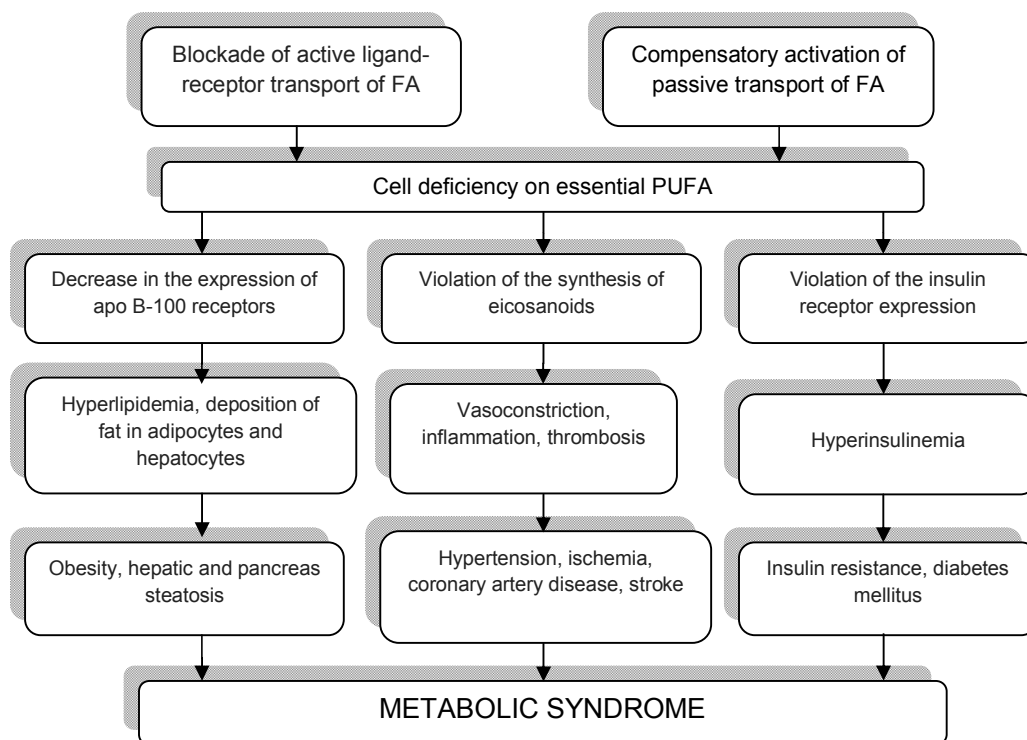 Blockade of active ligand-
receptor transport of FA
Compensatory activation of
passive transport of FA
Cell deficiency on essential PUFA
Decrease in the expression of
apo B-100 receptors
Violation of the synthesis of
eicosanoids
Violation of the insulin
receptor expression
Hyperlipidemia, deposition of
fat in adipocytes and
hepatocytes
Vasoconstriction,
inflammation, thrombosis
Hyperinsulinemia
Obesity, hepatic and pancreas
steatosis
Hypertension, ischemia,
coronary artery disease, stroke
Insulin resistance, diabetes
mellitus
METABOLIC SYNDROME